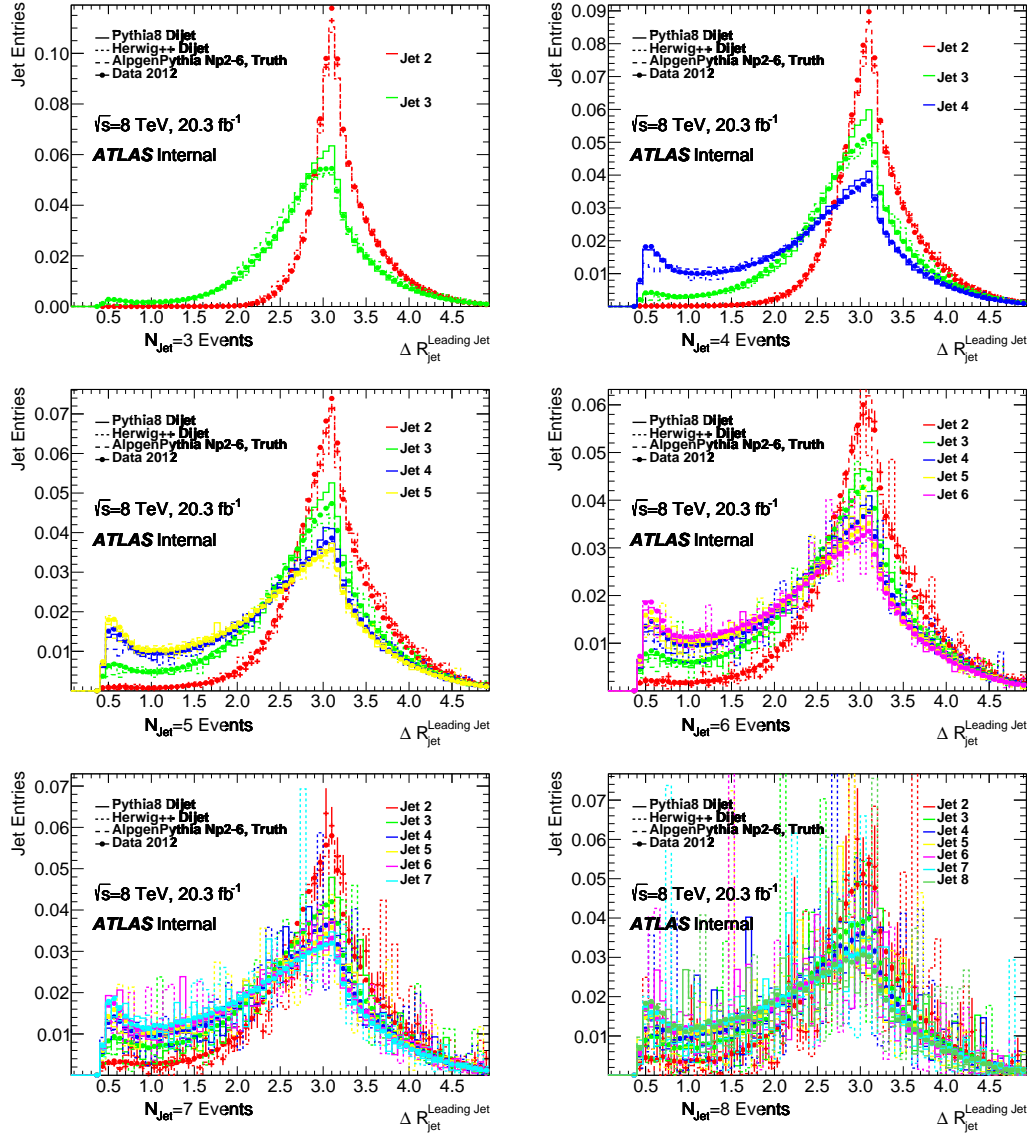 Jet Entries
Pythia8 Dijet
Herwig++ Dijet
AlpgenPythia Np2-6, Truth
Data 2012
Jet 2
Jet 3
√s=8 TeV, 20.3 fb-1
ATLAS Internal
0.10
0.08
0.06
0.04
0.02
0.00
0.5 1.0 1.5 2.0 2.5 3.0 3.5 4.0 4.5
NJet=3 Events
Δ RjetLeading Jet
Jet Entries
Pythia8 Dijet
Herwig++ Dijet
AlpgenPythia Np2-6, Truth
Data 2012
Jet 2
Jet 3
Jet 4
√s=8 TeV, 20.3 fb-1
ATLAS Internal
0.09
0.08
0.07
0.06
0.05
0.04
0.03
0.02
0.01
0.5 1.0 1.5 2.0 2.5 3.0 3.5 4.0 4.5
NJet=4 Events
Δ RjetLeading Jet
Jet Entries
Pythia8 Dijet
Herwig++ Dijet
AlpgenPythia Np2-6, Truth
Data 2012
Jet 2
Jet 3
Jet 4
Jet 5
√s=8 TeV, 20.3 fb-1
ATLAS Internal
0.07
0.06
0.05
0.04
0.03
0.02
0.01
0.5 1.0 1.5 2.0 2.5 3.0 3.5 4.0 4.5
NJet=5 Events
Δ RjetLeading Jet
Jet Entries
Pythia8 Dijet
Herwig++ Dijet
AlpgenPythia Np2-6, Truth
Data 2012
Jet 2
Jet 3
Jet 4
Jet 5
Jet 6
√s=8 TeV, 20.3 fb-1
ATLAS Internal
0.06
0.05
0.04
0.03
0.02
0.01
0.5 1.0 1.5 2.0 2.5 3.0 3.5 4.0 4.5
NJet=6 Events
Δ RjetLeading Jet
Jet Entries
Pythia8 Dijet
Herwig++ Dijet
AlpgenPythia Np2-6, Truth
Data 2012
Jet 2
Jet 3
Jet 4
Jet 5
Jet 6
Jet 7
√s=8 TeV, 20.3 fb-1
ATLAS Internal
0.07
0.06
0.05
0.04
0.03
0.02
0.01
0.5 1.0 1.5 2.0 2.5 3.0 3.5 4.0 4.5
NJet=7 Events
Δ RjetLeading Jet
Jet Entries
Pythia8 Dijet
Herwig++ Dijet
AlpgenPythia Np2-6, Truth
Data 2012
Jet 2
Jet 3
Jet 4
Jet 5
Jet 6
Jet 7
Jet 8
√s=8 TeV, 20.3 fb-1
ATLAS Internal
0.07
0.06
0.05
0.04
0.03
0.02
0.01
0.5 1.0 1.5 2.0 2.5 3.0 3.5 4.0 4.5
NJet=8 Events
Δ RjetLeading Jet